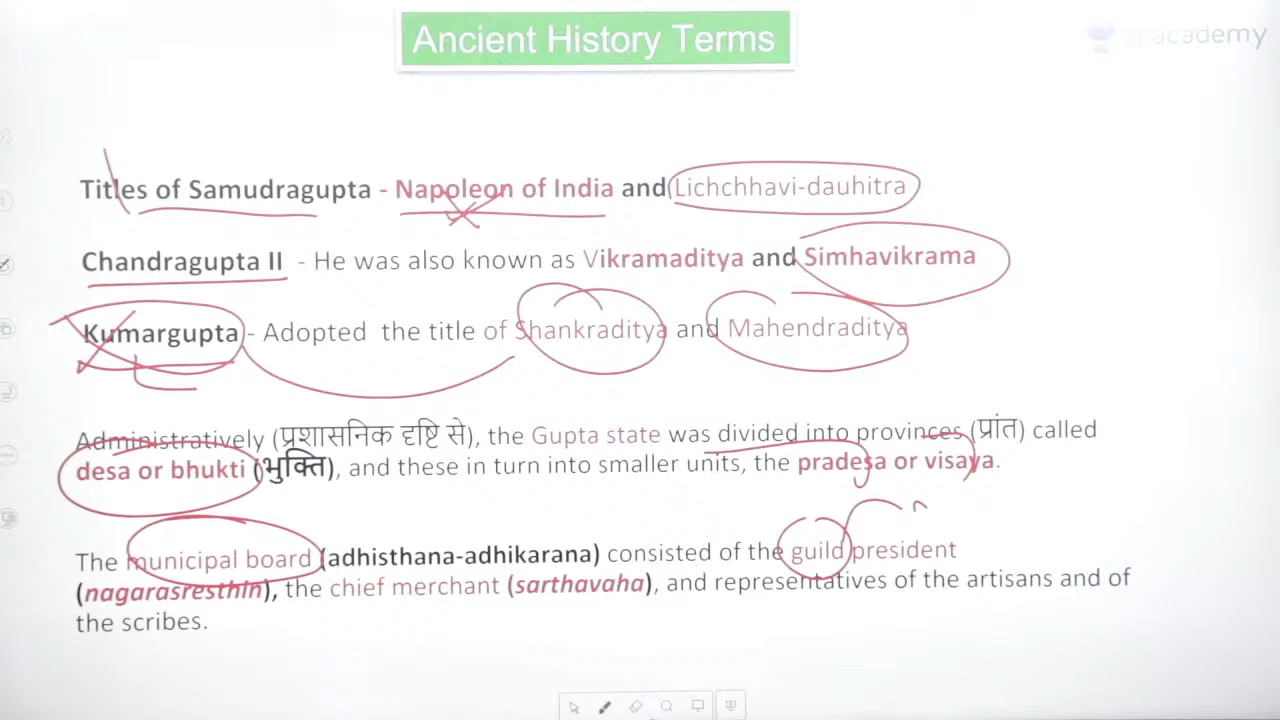 Ancient History Terms
academy
Titles of Samudragupta - Napoleon of India and Lichchhavi-dauhitra
Chandragupta II - He was also known as Vikramaditya and Simhavikrama
Kumargupta - Adopted the title of Shankraditya and Mahendraditya
Administratively (प्रशासनिक दृष्टि से), the Gupta state was divided into provinces (प्रांत) called
desa or bhukti (भुक्ति), and these in turn into smaller units, the pradesa or visaya.
The municipal board (adhisthana-adhikarana) consisted of the guild president
(nagarasresthin), the chief merchant (sarthavaha), and representatives of the artisans and of
the scribes.